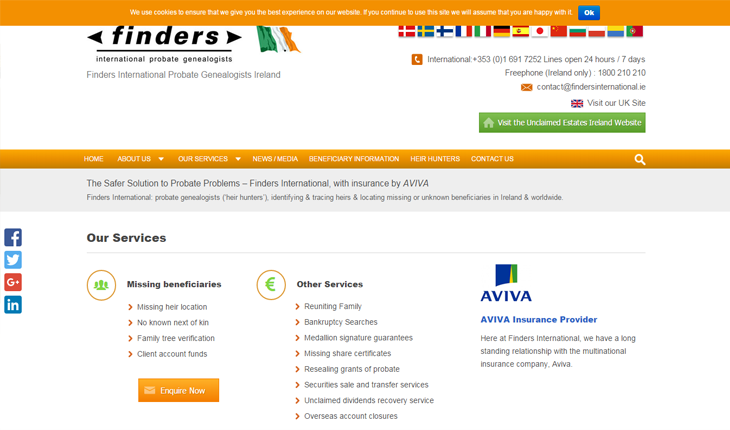 We use cookies to ensure that we give you the best experience on our website. If you continue to use this site we will assume that you are happy with it.
Ok
finders
international probate genealogists
Finders International Probate Genealogists Ireland
International:+353 (0)1 691 7252 Lines open 24 hours / 7 days
Freephone (Ireland only) : 1800 210 210
contact@findersinternational.ie
Visit our UK Site
Visit the Unclaimed Estates Ireland Website
HOME ABOUT US OUR SERVICES NEWS / MEDIA BENEFICIARY INFORMATION HEIR HUNTERS CONTACT US
The Safer Solution to Probate Problems – Finders International, with insurance by AVIVA
Finders International: probate genealogists ('heir hunters'), identifying & tracing heirs & locating missing or unknown beneficiaries in Ireland & worldwide.
Our Services
Missing beneficiaries
Missing heir location
No known next of kin
Family tree verification
Client account funds
Enquire Now
€
Other Services
Reuniting Family
Bankruptcy Searches
Medallion signature guarantees
Missing share certificates
Resealing grants of probate
Securities sale and transfer services
Unclaimed dividends recovery service
Overseas account closures
AVIVA
AVIVA Insurance Provider
Here at Finders International, we have a long
standing relationship with the multinational
insurance company, Aviva.
f
G+
in